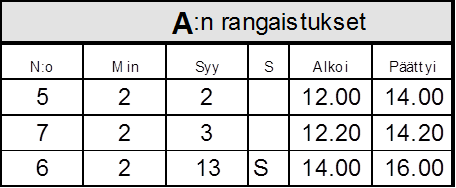 A:n rangaistukset
N:o Min Syy S Alkoi Päättyi
5 2 2 12.00 14.00
7 2 3 12.20 14.20
6 2 13 S 14.00 16.00